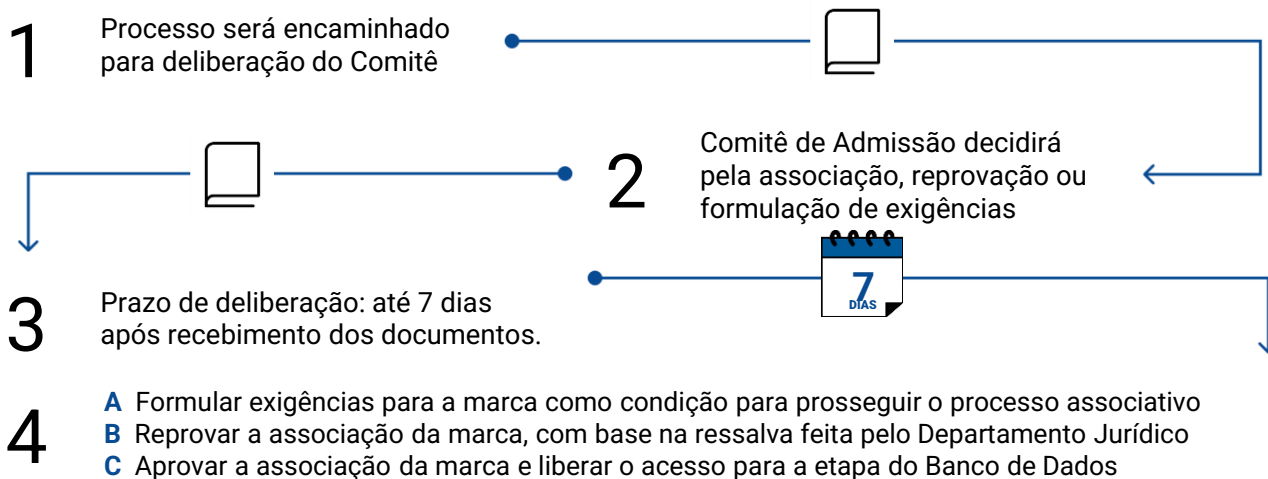 1
Processo será encaminhado
para deliberação do Comitê
2
Comitê de Admissão decidirá
pela associação, reprovação ou
formulação de exigências
7
DIAS
3
Prazo de deliberação: até 7 dias
após recebimento dos documentos.
4
A Formular exigências para a marca como condição para prosseguir o processo associativo
B Reprovar a associação da marca, com base na ressalva feita pelo Departamento Jurídico
C Aprovar a associação da marca e liberar o acesso para a etapa do Banco de Dados